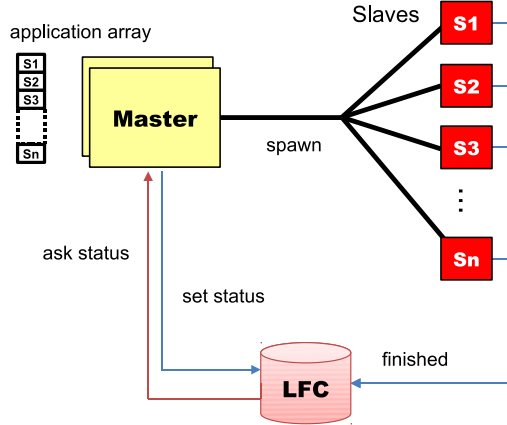 application array
S1
S2
S3
Sn
Master
spawn
Slaves
S1
S2
S3
...
Sn
ask status
set status
LFC
finished